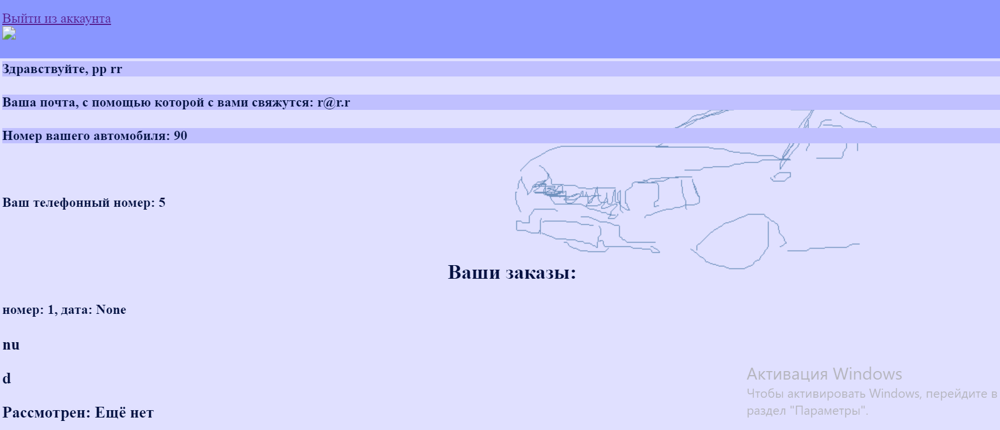 Выйти из аккаунта
Здравствуйте, pp rr
Ваша почта, с помощью которой с вами свяжутся: r@r.r
Номер вашего автомобиля: 90
Ваш телефонный номер: 5
Ваши заказы:
номер: 1, дата: None
nu
d
Рассмотрен: Ещё нет
Активация Windows
Чтобы активировать Windows, перейдите в
раздел "Параметры".